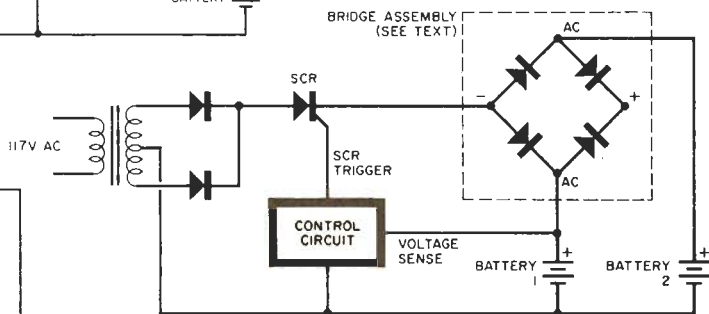 BRIDGE ASSEMBLY
(SEE TEXT)
AC
SCR
-
+
117V AC
SCR
TRIGGER
AC
CONTROL
CIRCUIT
VOLTAGE
SENSE
+
+
BATTERY
1
BATTERY
2